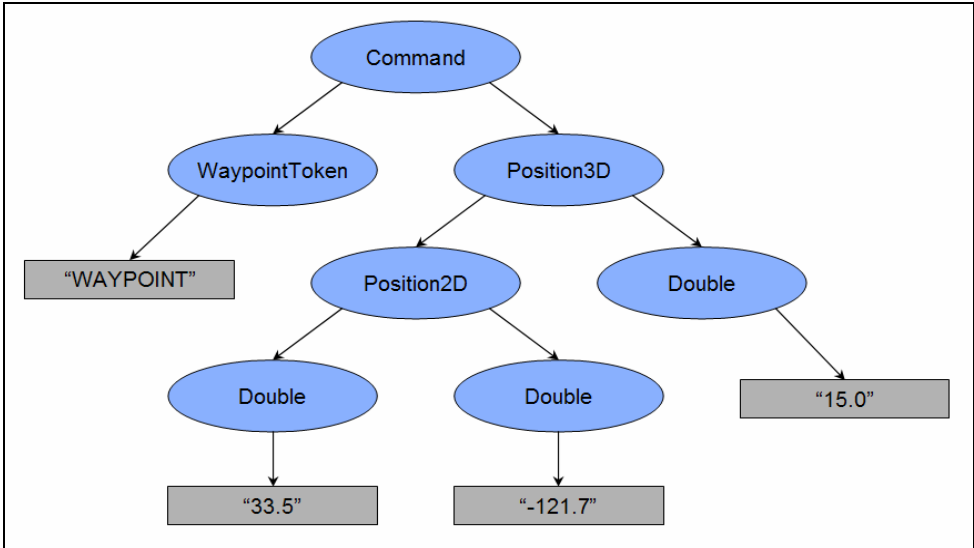 Command
WaypointToken
Position3D
“WAYPOINT”
Position2D
Double
Double
Double
“15.0”
“33.5”
“-121.7”